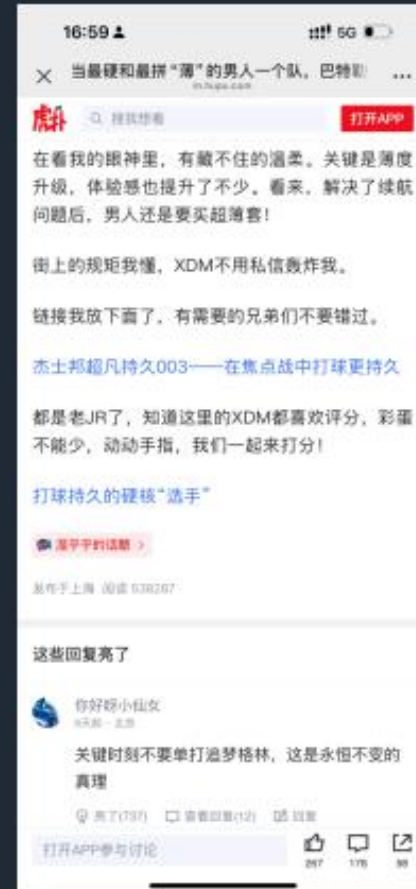 16:59
5G
当最硬和最拼“薄”的男人一个队，巴特勒
m.hupu.com
虎扑
搜我想看
打开APP
在看我的眼神里，有藏不住的温柔。关键是薄度
升级，体验感也提升了不少。看来，解决了续航
问题后，男人还是要买超薄套！
街上的规矩我懂，XDM不用私信轰炸我。
链接我放下面了，有需要的兄弟们不要错过。
杰士邦超凡持久003——在焦点战中打球更持久
都是老JR了，知道这里的XDM都喜欢评分，彩蛋
不能少，动动手指，我们一起来打分！
打球持久的硬核“选手”
湿乎乎的话题 >
发布于上海 阅读
这些回复亮了
你好呀小仙女
关键时刻不要单打追梦格林，这是永恒不变的
真理
亮了(737) 查看回复(12) 回复
打开APP参与讨论
267 178 98